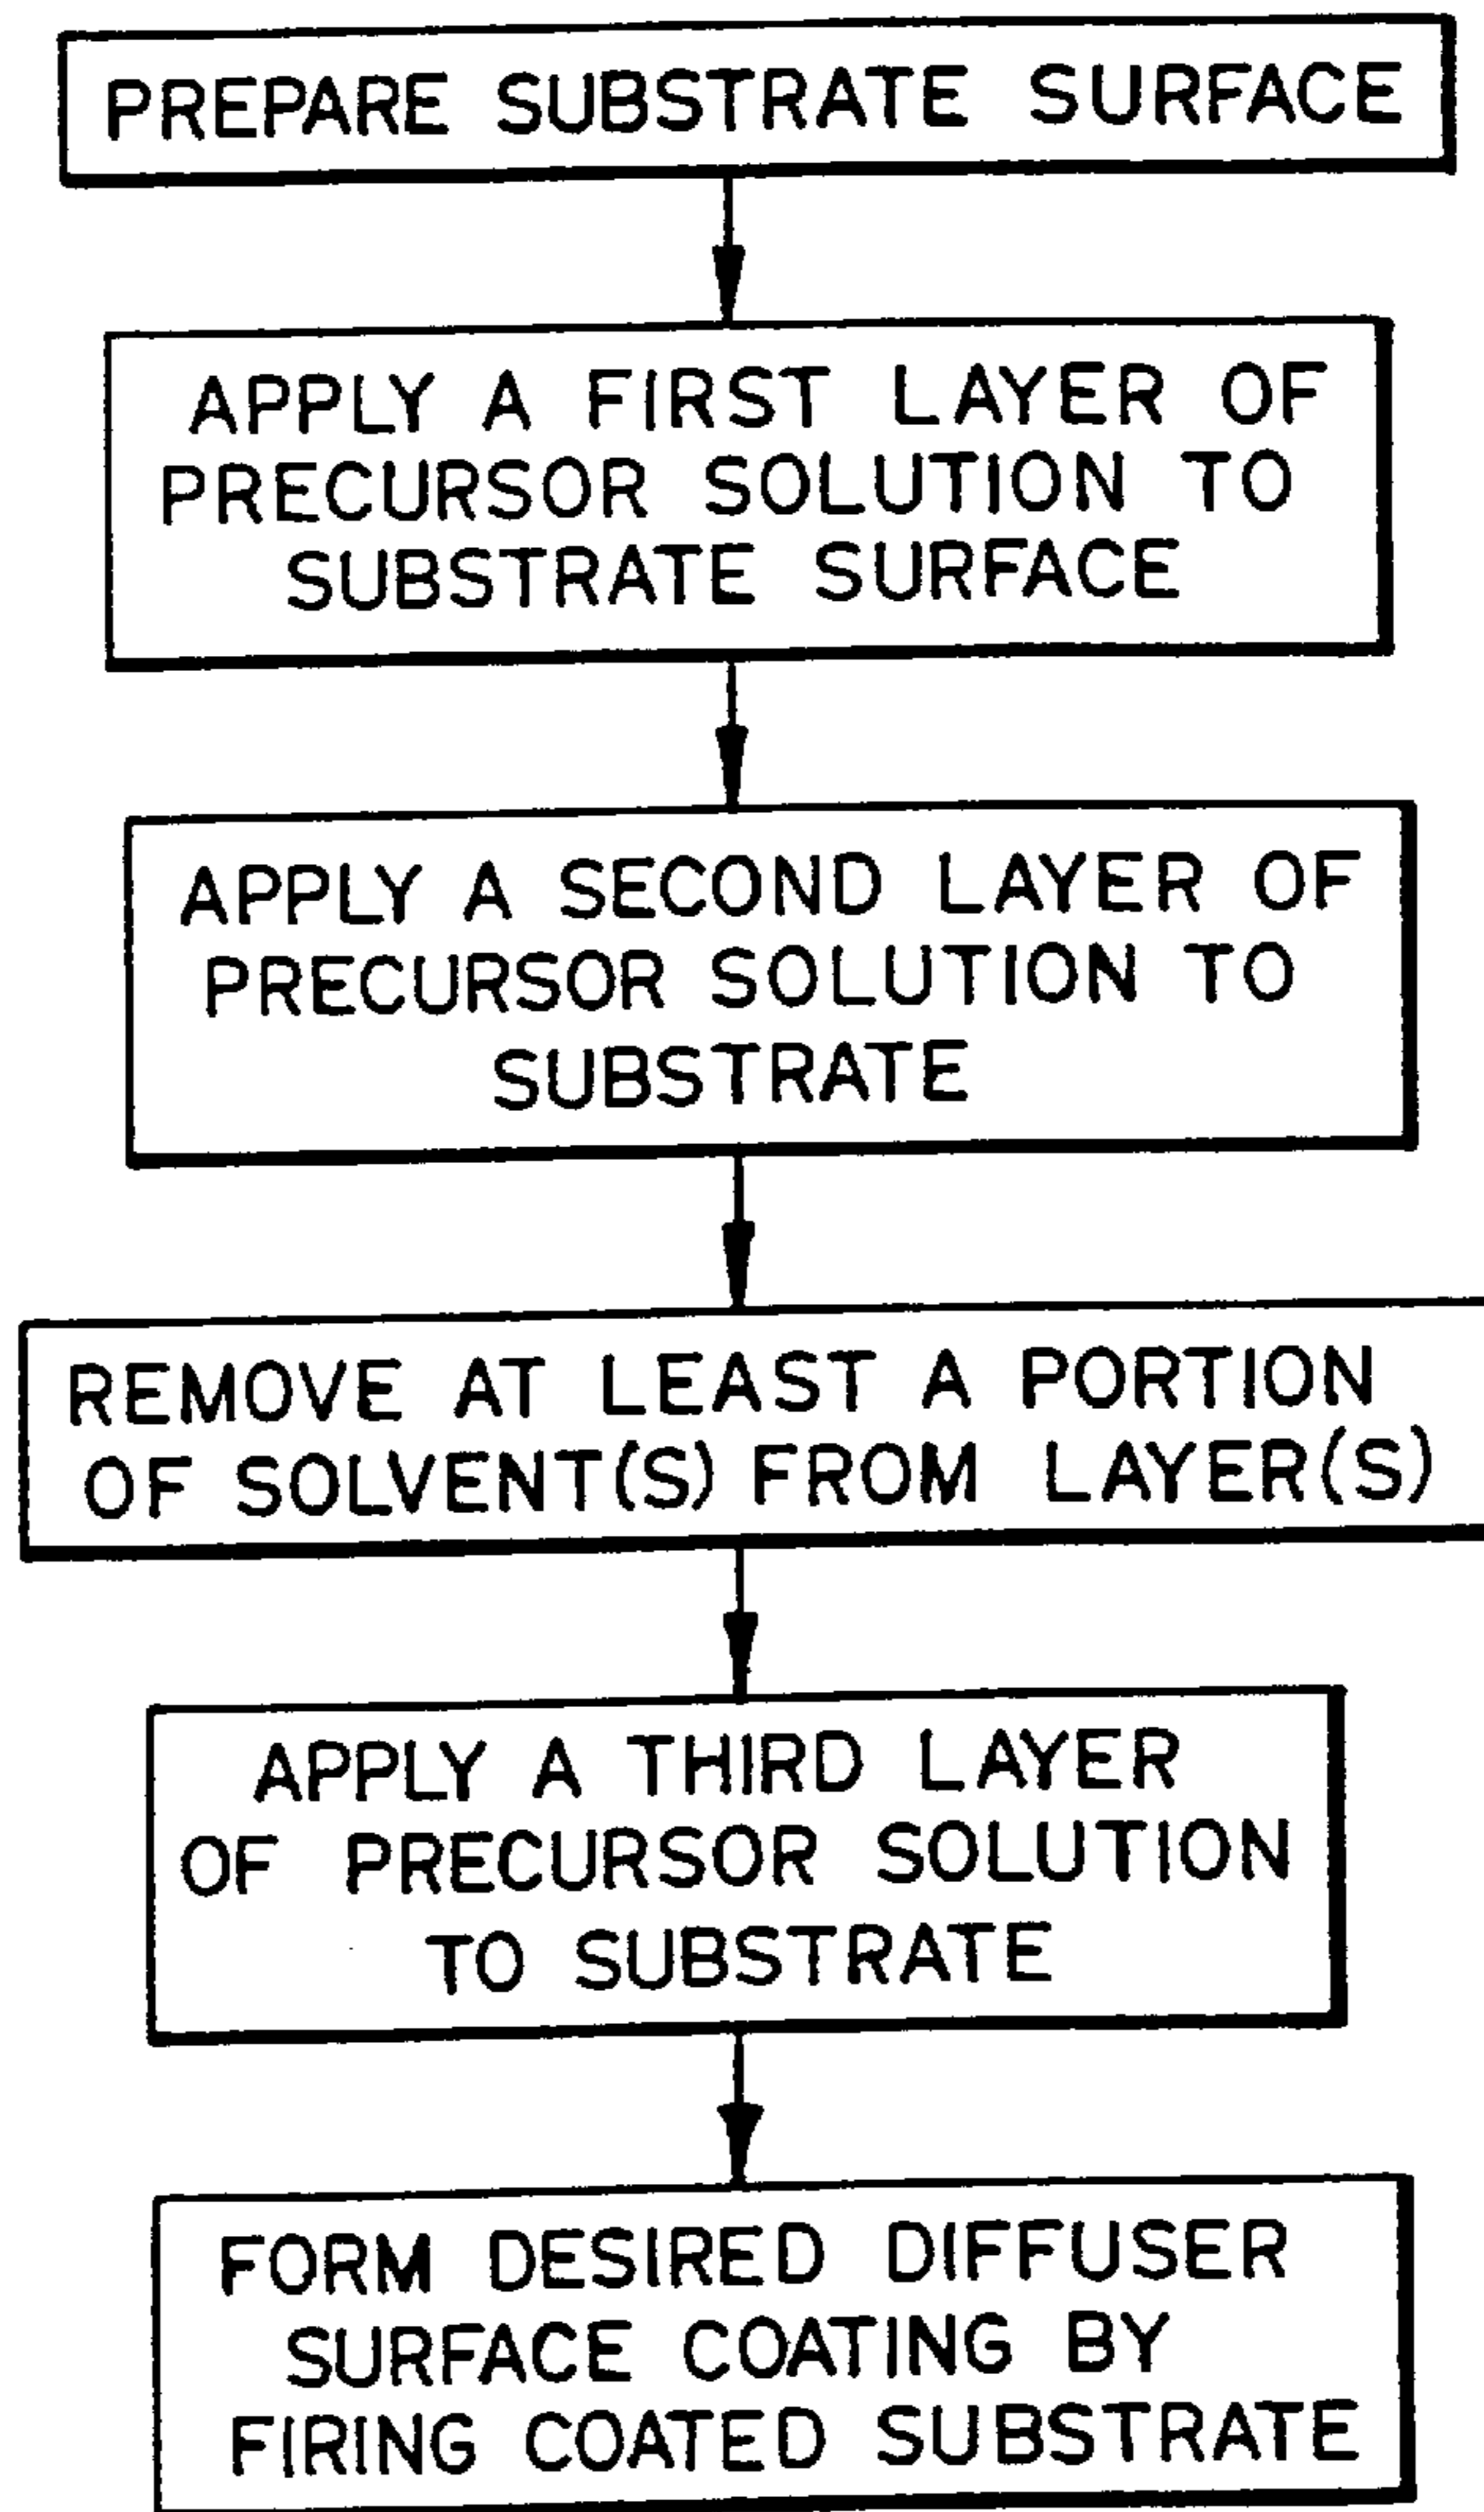 PREPARE SUBSTRATE SURFACE
APPLY A FIRST LAYER OF
PRECURSOR SOLUTION TO
SUBSTRATE SURFACE
APPLY A SECOND LAYER OF
PRECURSOR SOLUTION TO
SUBSTRATE
REMOVE AT LEAST A PORTION
OF SOLVENT(S) FROM LAYER(S)
APPLY A THIRD LAYER
OF PRECURSOR SOLUTION
TO SUBSTRATE
FORM DESIRED DIFFUSER
SURFACE COATING BY
FIRING COATED SUBSTRATE